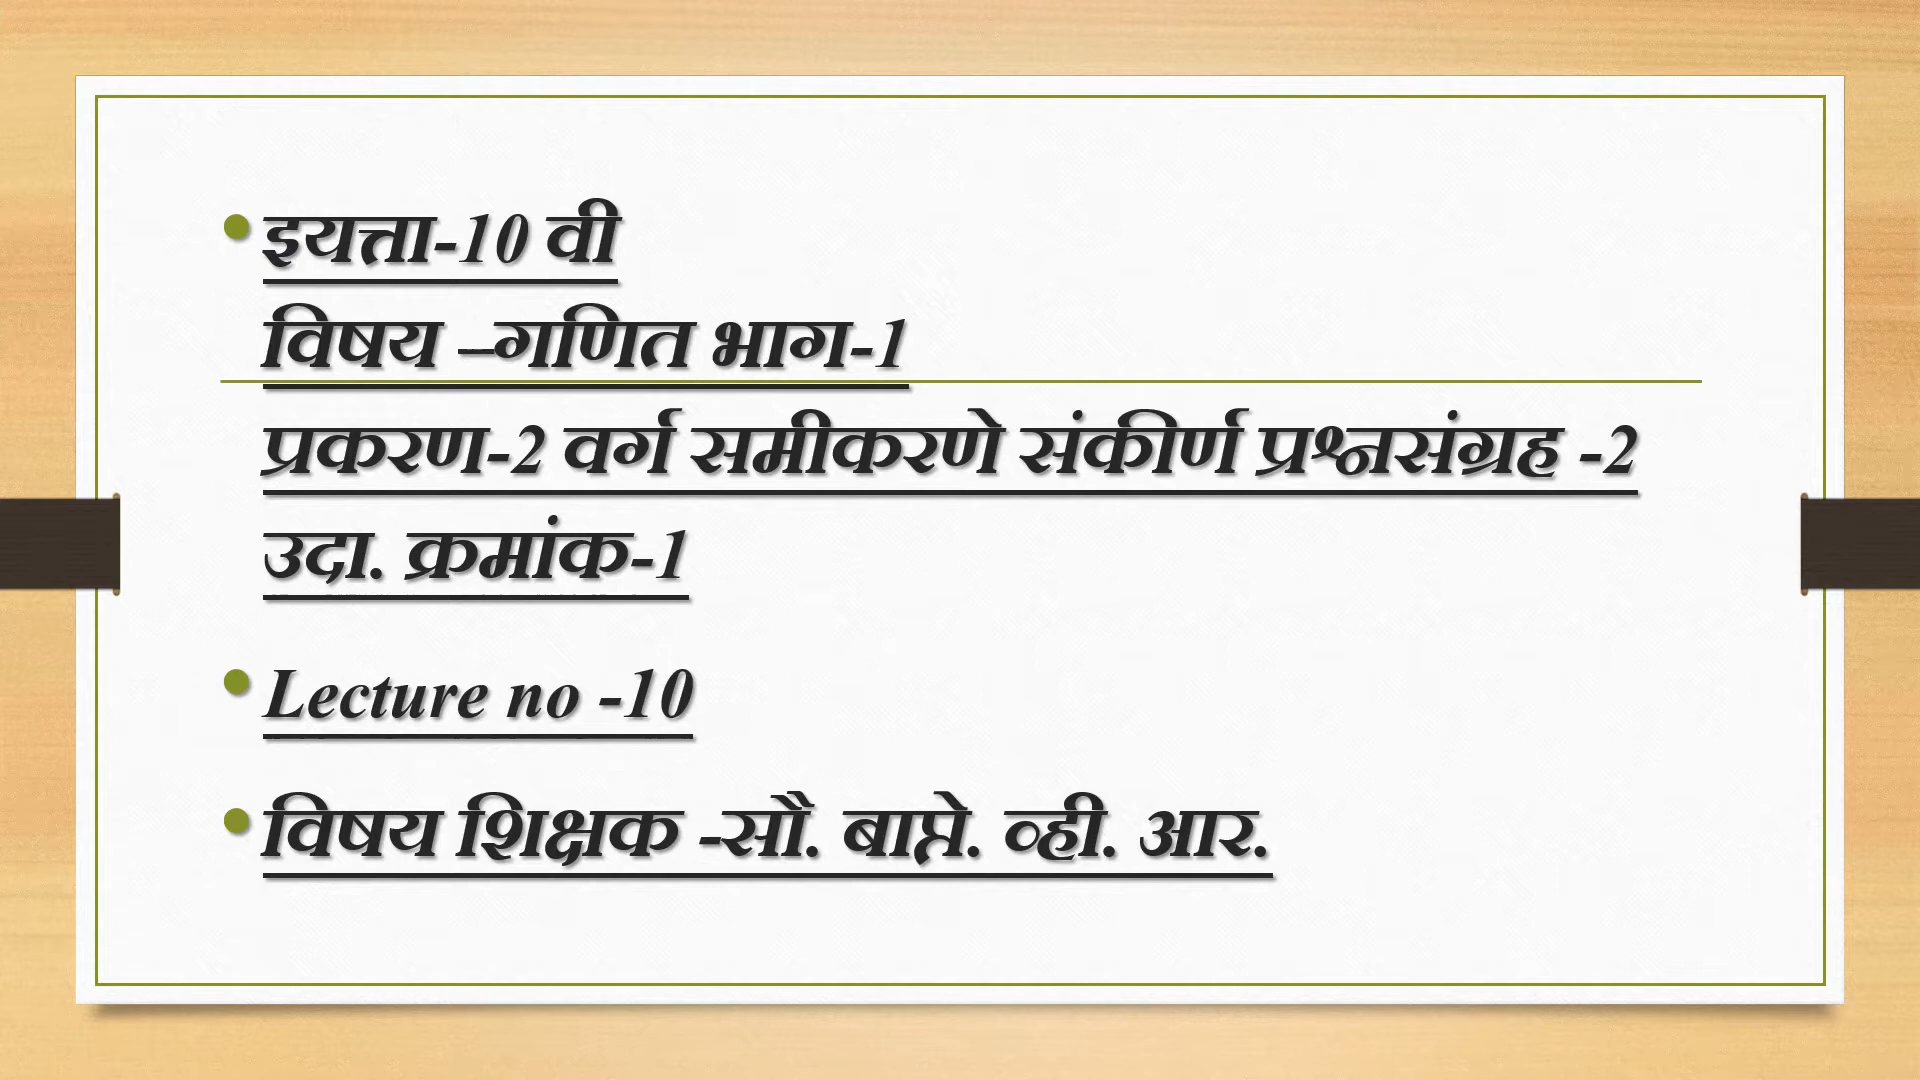 इयत्ता-10 वी
विषय –गणित भाग-1
प्रकरण-2 वर्ग समीकरणे संकीर्ण प्रश्नसंग्रह -2
उदा. क्रमांक-1
Lecture no -10
विषय शिक्षक -सौ. बाप्ते. व्ही. आर.